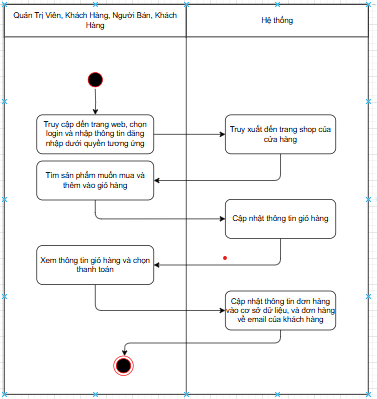 Quản Trị Viên, Khách Hàng, Người Bán, Khách
Hàng
Hệ thống
Truy cập đến trang web, chọn
login và nhập thông tin đăng
nhập dưới quyền tương ứng
Truy xuất đến trang shop của
cửa hàng
Tìm sản phẩm muốn mua và
thêm vào giỏ hàng
Cập nhật thông tin giỏ hàng
Xem thông tin giỏ hàng và chọn
thanh toán
Cập nhật thông tin đơn hàng
vào cơ sở dữ liệu, và đơn hàng
về email của khách hàng